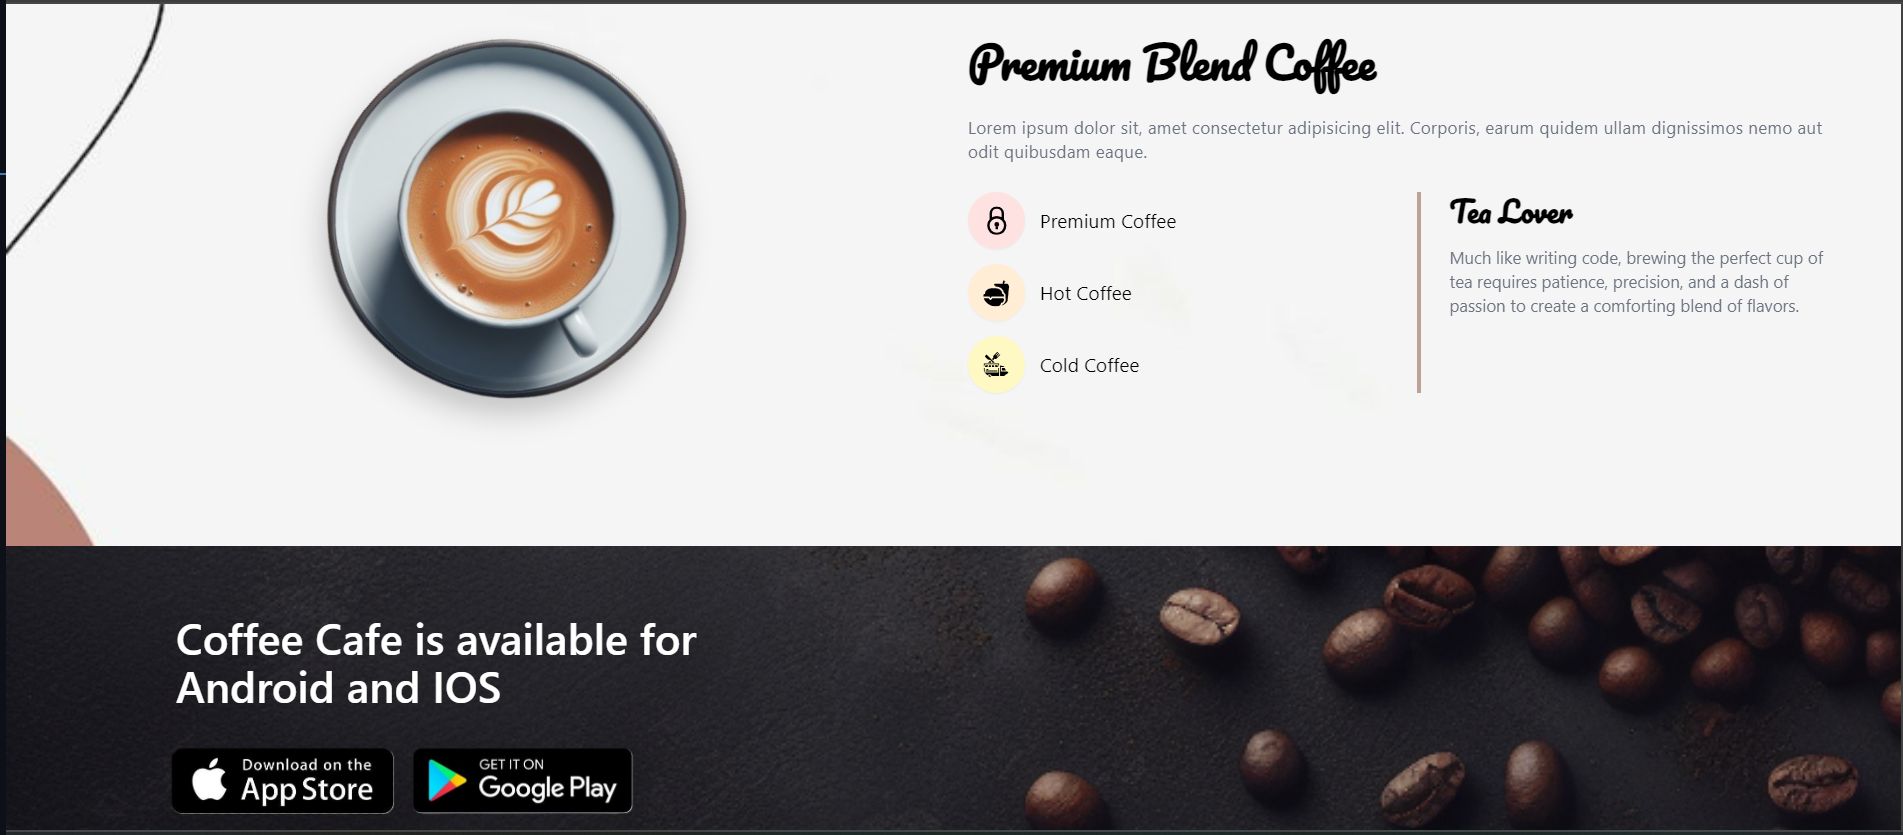 Premium Blend Coffee
Lorem ipsum dolor sit, amet consectetur adipisicing elit. Corporis, earum quidem ullam dignissimos nemo aut
odit quibusdam eaque.
Premium Coffee
Hot Coffee
Cold Coffee
Tea Lover
Much like writing code, brewing the perfect cup of
tea requires patience, precision, and a dash of
passion to create a comforting blend of flavors.
Coffee Cafe is available for
Android and IOS
Download on the
App Store
GET IT ON
Google Play